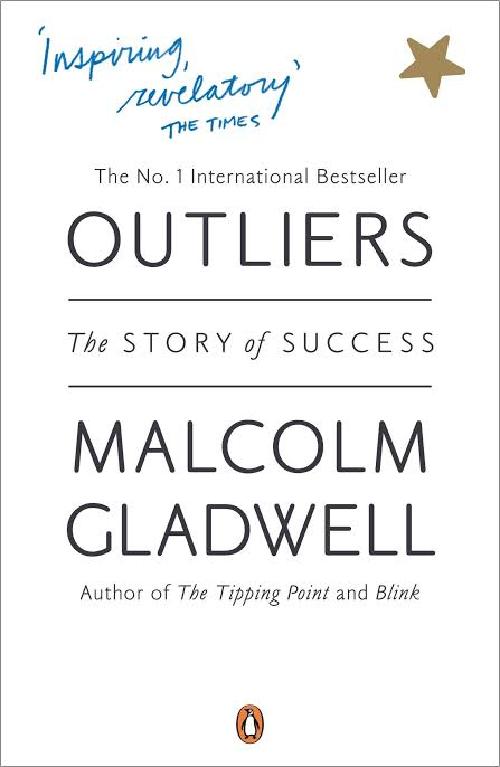 'Inspiring,
revelatory'
THE TIMES
The No. 1 International Bestseller
OUTLIERS
The STORY of SUCCESS
MALCOLM
GLADWELL
Author of The Tipping Point and Blink